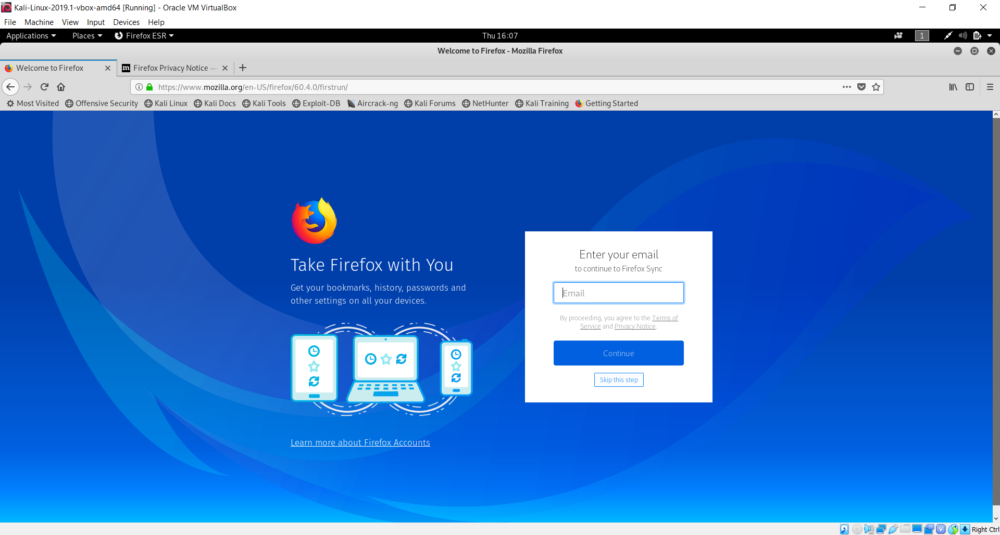 Kali-Linux-2019.1-vbox-amd64 [Running] - Oracle VM VirtualBox
File Machine View Input Devices Help
Applications Places Firefox ESR Thu 16:07 1
Welcome to Firefox - Mozilla Firefox
Welcome to Firefox m Firefox Privacy Notice —
https://www.mozilla.org/en-US/firefox/60.4.0/firstrun/
Most Visited Offensive Security Kali Linux Kali Docs Kali Tools Exploit-DB Aircrack-ng Kali Forums NetHunter Kali Training Getting Started
Take Firefox with You
Get your bookmarks, history, passwords and
other settings on all your devices.
Learn more about Firefox Accounts
Enter your email
to continue to Firefox Sync
Email
By proceeding, you agree to the Terms of
Service and Privacy Notice.
Continue
Skip this step
Right Ctrl